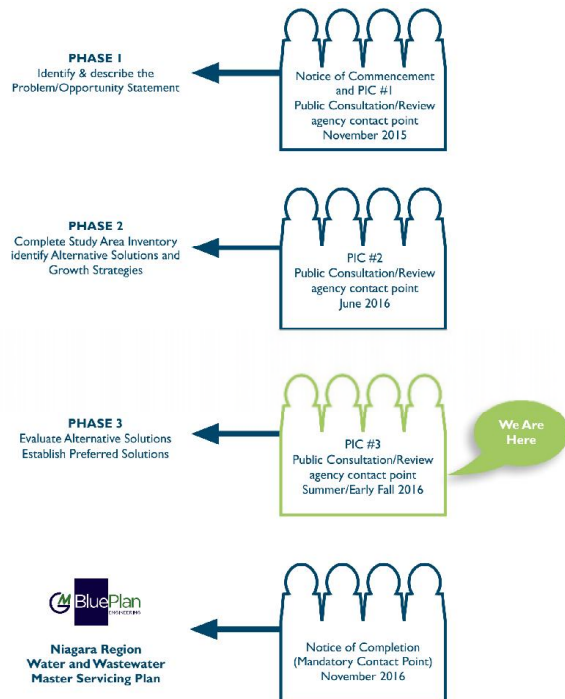 PHASE 1
Identify & describe the
Problem/Opportunity Statement
Notice of Commencement
and PIC #1
Public Consultation/Review
agency contact point
November 2015
PHASE 2
Complete Study Area Inventory
identify Alternative Solutions and
Growth Strategies
PIC #2
Public Consultation/Review
agency contact point
June 2016
PHASE 3
Evaluate Alternative Solutions
Establish Preferred Solutions
PIC #3
Public Consultation/Review
agency contact point
Summer/Early Fall 2016
We Are
Here
GM BluePlan
ENGINEERING
Niagara Region
Water and Wastewater
Master Servicing Plan
Notice of Completion
(Mandatory Contact Point)
November 2016